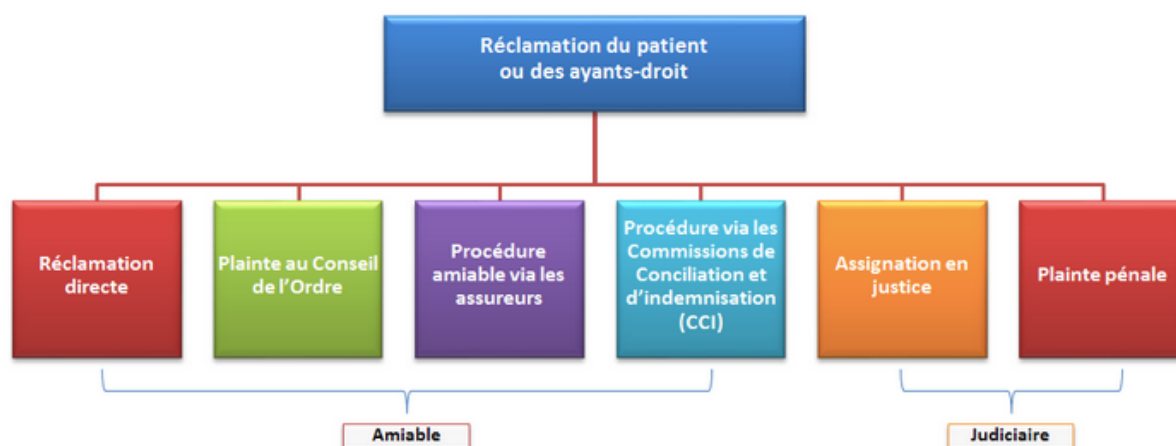 Réclamation du patient
ou des ayants-droit
Réclamation
directe
Plainte au Conseil
de l'Ordre
Procédure
amiable via les
assureurs
Procédure via les
Commissions de
Conciliation et
d'indemnisation
(CCI)
Assignation en
justice
Plainte pénale
Amiable
Judiciaire